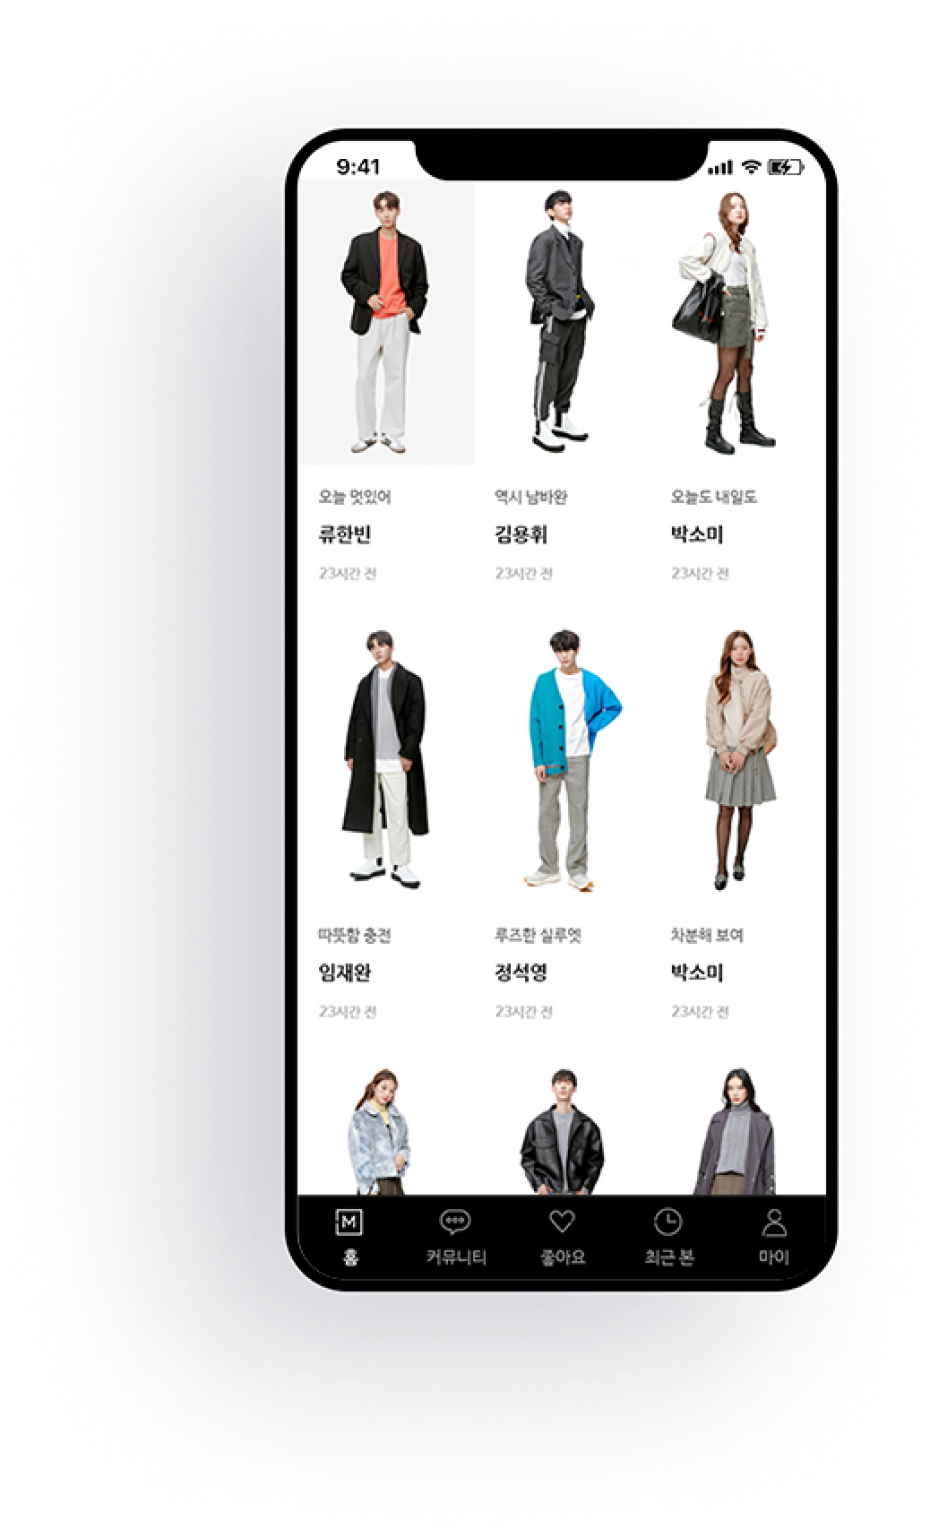 9:41
오늘 멋있어
역시 남바완
오늘도 내일도
류한빈
김용휘
박소미
23시간 전
23시간 전
23시간 전
따뜻함 충전
루즈한 실루엣
차분해 보여
임재완
정석영
박소미
23시간 전
23시간 전
23시간 전
M
홈
커뮤니티
좋아요
최근 본
마이